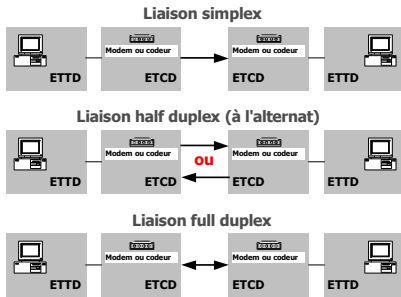 Liaison simplex
Modem ou codeur Modem ou codeur
ETTD ETCD ETCD ETTD
Liaison half duplex (à l'alternat)
Modem ou codeur Modem ou codeur
ou
ETTD ETCD ETCD ETTD
Liaison full duplex
Modem ou codeur Modem ou codeur
ETTD ETCD ETCD ETTD